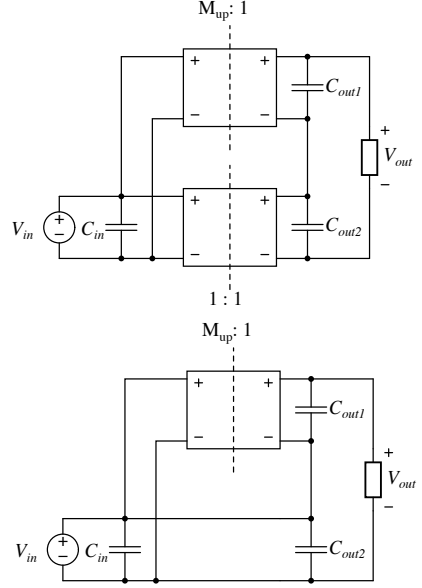 M_up: 1
+ +
C_out1
− −
+
V_out
−
+ +
V_in + − C_in
C_out2
− −
1 : 1
M_up: 1
+ +
C_out1
− −
+
V_out
−
V_in + − C_in
C_out2